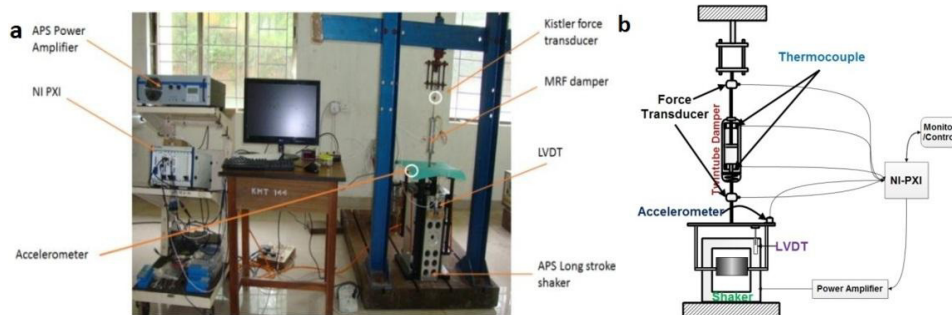 a
APS Power
Amplifier
NI PXI
Accelerometer
EMT 144
Kistler force
transducer
MRF damper
LVDT
APS Long stroke
shaker
b
Thermocouple
Force
Transducer
Twintube Damper
Monito
/Contro
NI-PXI
Accelerometer
LVDT
Power Amplifier
Shaker